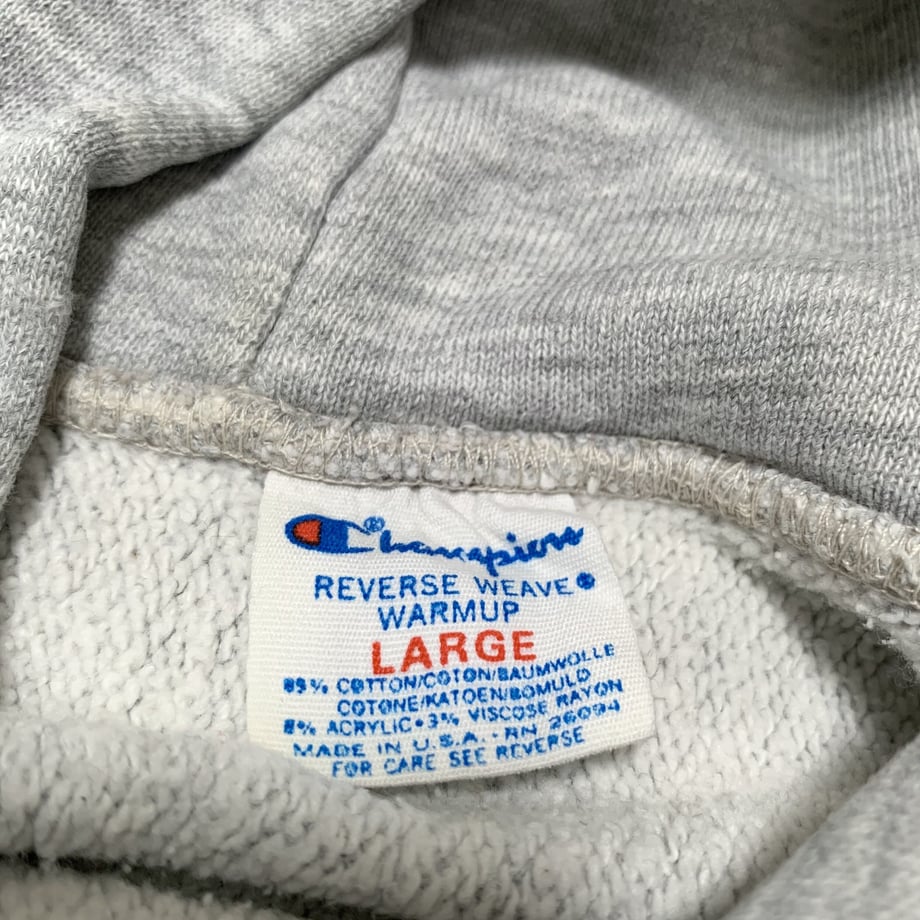 Champion®
REVERSE WEAVE®
WARMUP
LARGE
89% COTTON/COTON/BAUMWOLLE
COTONE/KATOEN/BOMULD
8% ACRYLIC•3% VISCOSE RAYON
MADE IN U.S.A.•RN 26094
FOR CARE SEE REVERSE